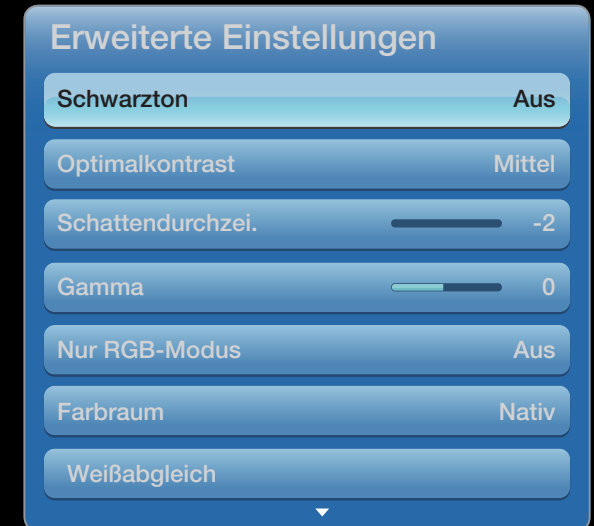 Erweiterte Einstellungen
Schwarzton Aus
Optimalkontrast Mittel
Schattendurchzei. -2
Gamma 0
Nur RGB-Modus Aus
Farbraum Nativ
Weißabgleich